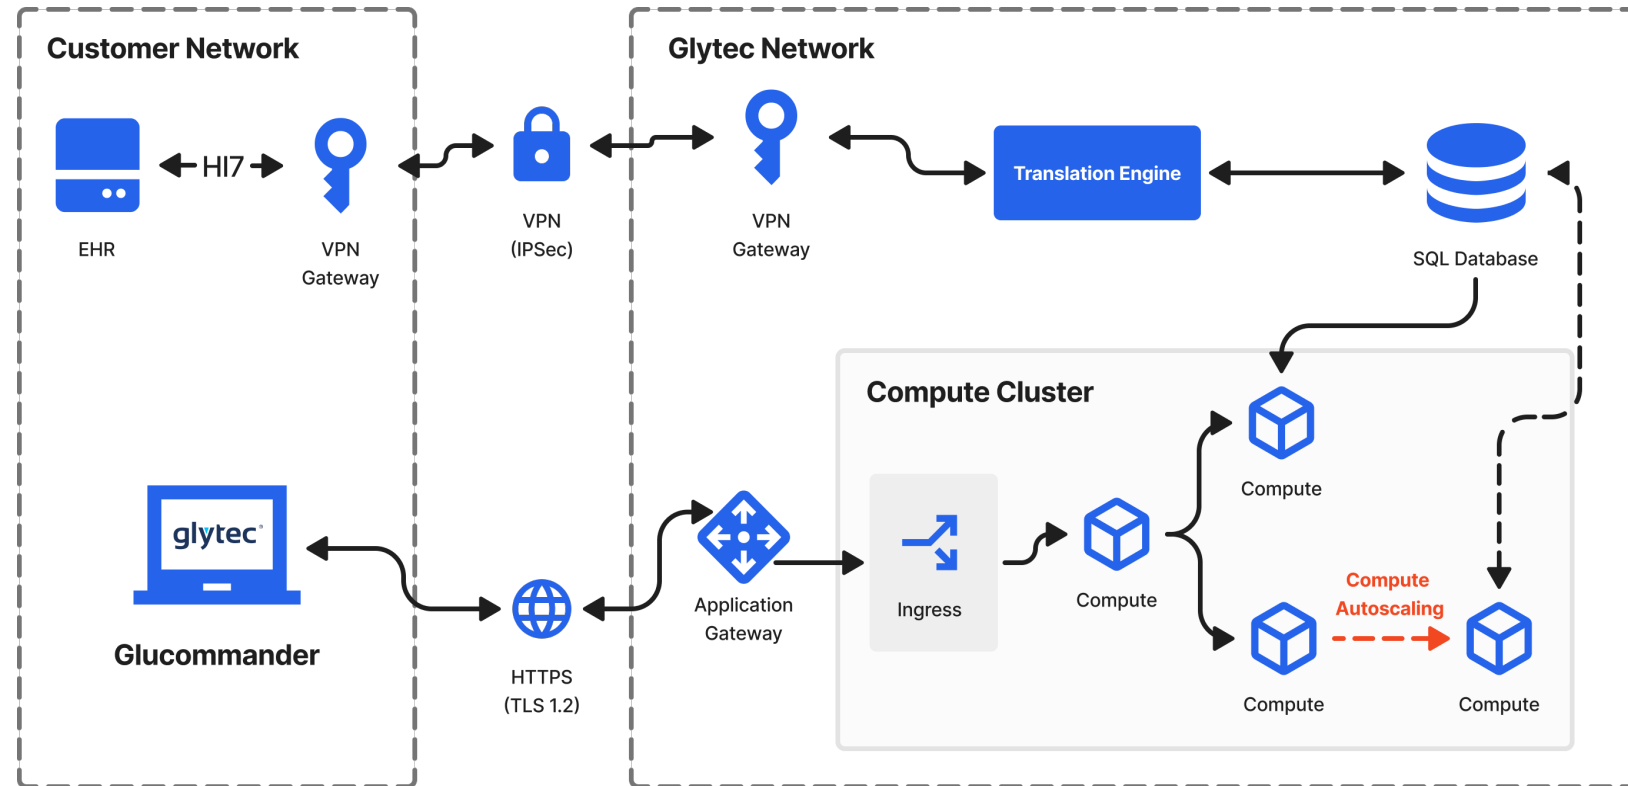 Customer Network
Glytec Network
HI7
Translation Engine
EHR
VPN
Gateway
VPN
(IPSec)
VPN
Gateway
SQL Database
Compute Cluster
Compute
glytec®
Glucommander
HTTPS
(TLS 1.2)
Application
Gateway
Ingress
Compute
Compute
Autoscaling
Compute
Compute